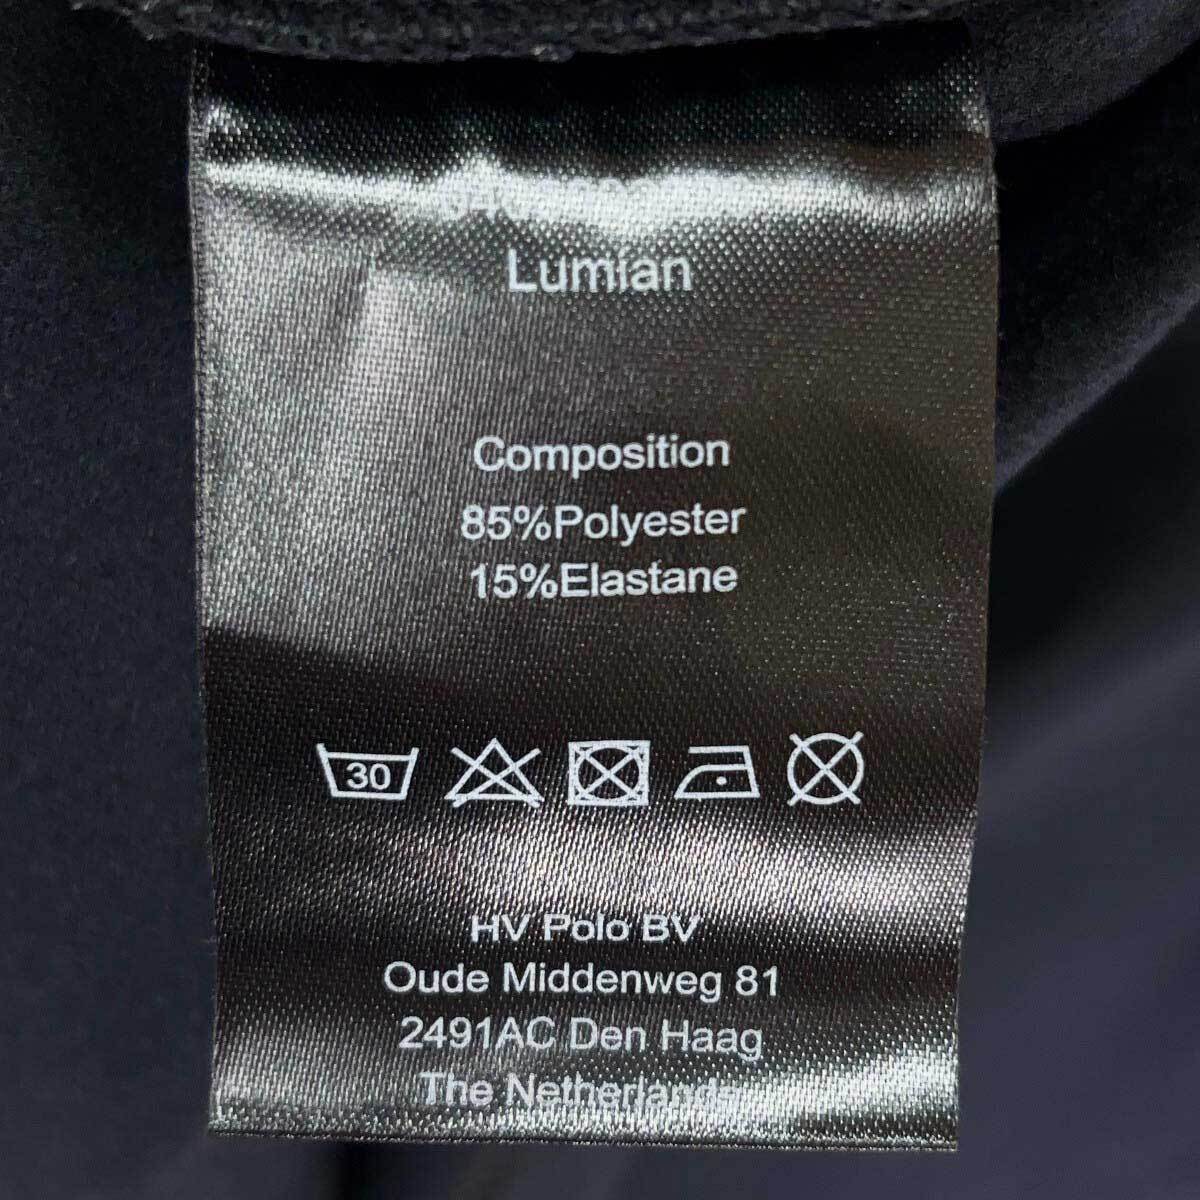 Lumian
Composition
85%Polyester
15%Elastane
30
HV Polo BV
Oude Middenweg 81
2491AC Den Haag
The Netherlands